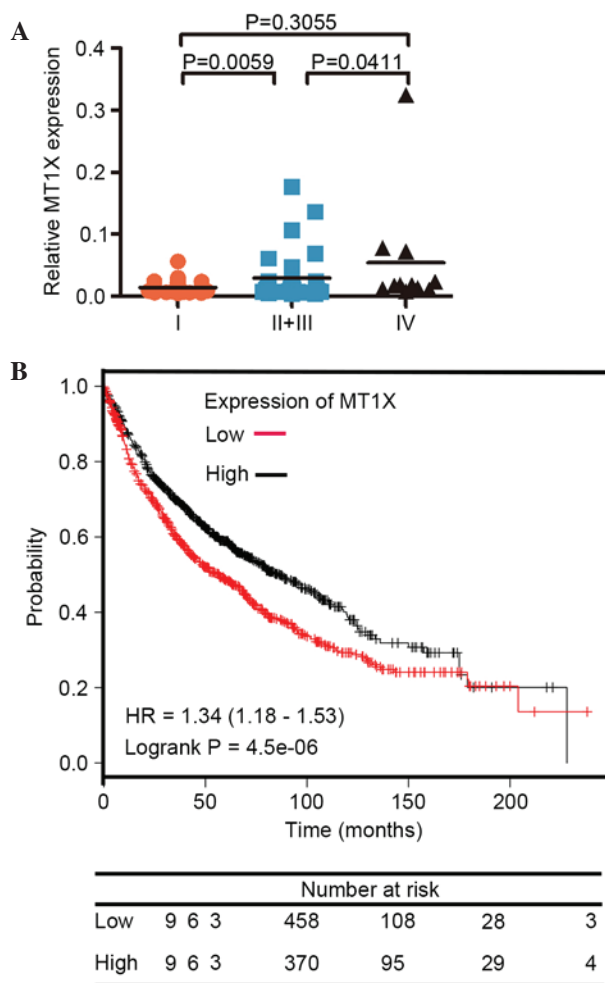 A
P=0.3055
P=0.0059 P=0.0411
Relative MT1X expression
0.4
0.3
0.2
0.1
0.0
I II+III IV
B
Expression of MT1X
Low
High
Probability
1.0
0.8
0.6
0.4
0.2
0.0
HR = 1.34 (1.18 - 1.53)
Logrank P = 4.5e-06
0 50 100 150 200
Time (months)
Number at risk
Low 9 6 3 458 108 28 3
High 9 6 3 370 95 29 4